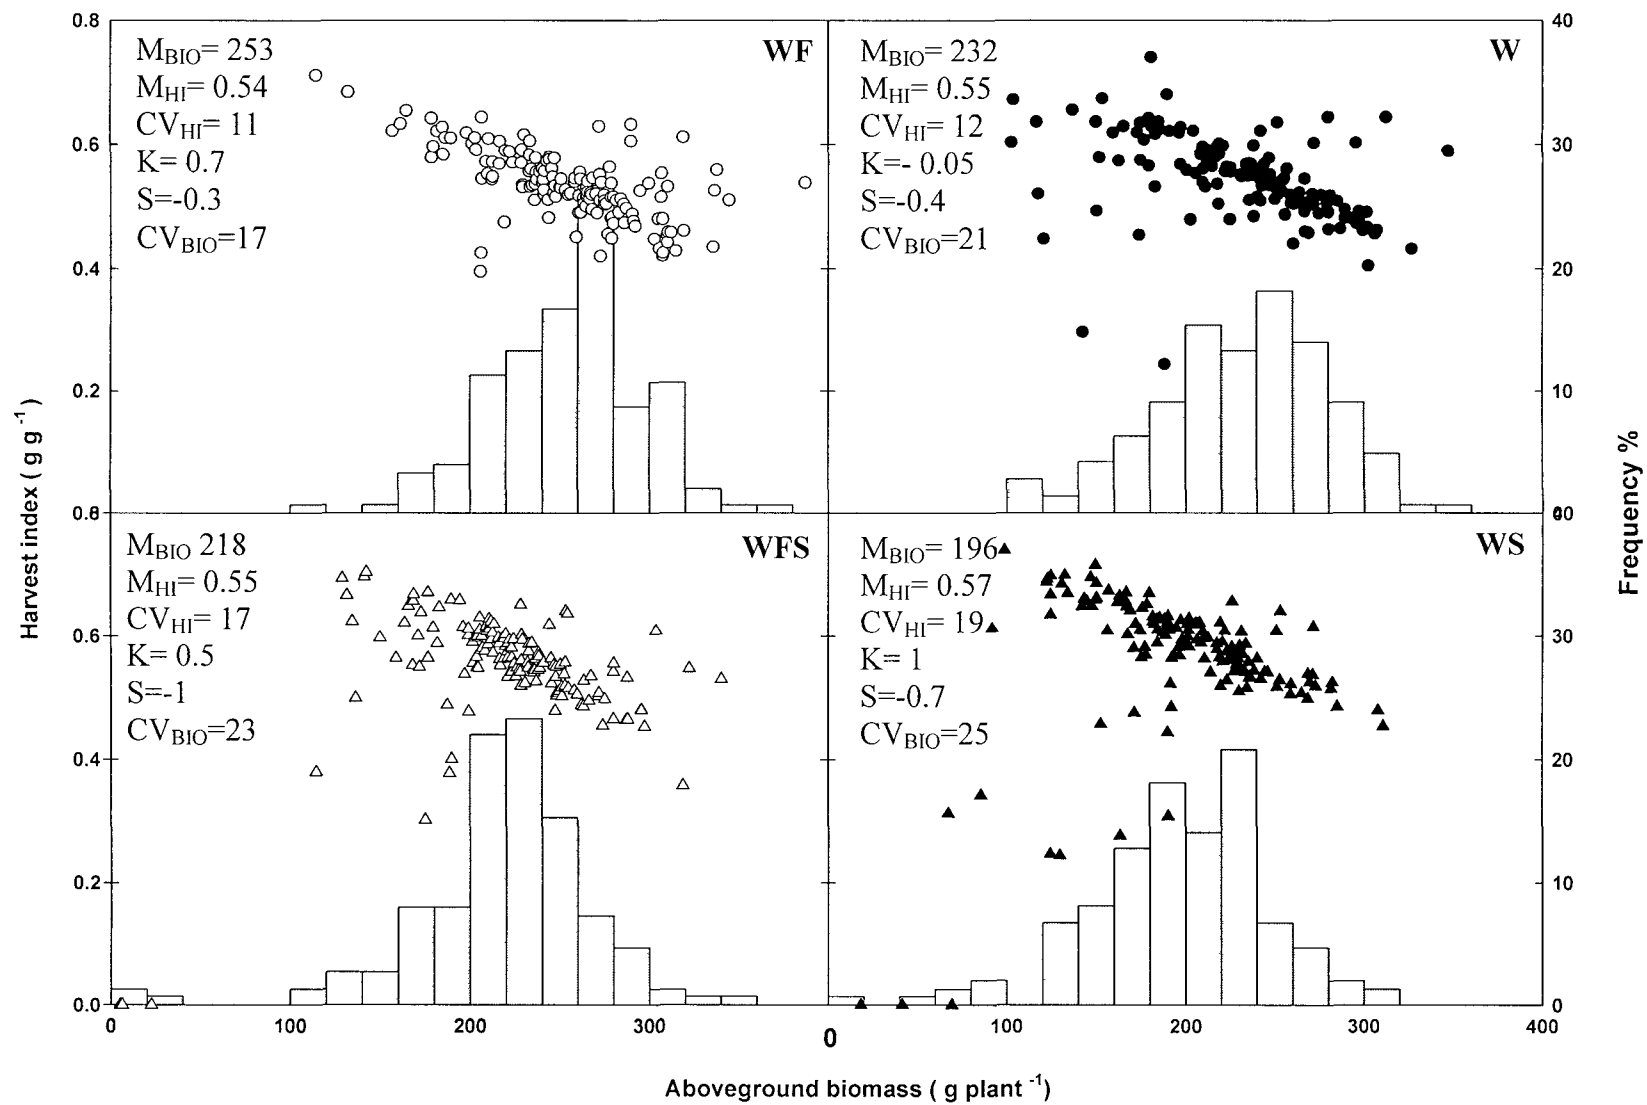 0.8
M_BIO= 253
WF
M_HI= 0.54
CV_HI= 11
K= 0.7
S=-0.3
CV_BIO=17
0.6
0.4
0.2
0.8
M_BIO= 232
W
M_HI= 0.55
CV_HI= 12
K=- 0.05
S=-0.4
CV_BIO=21
40
30
20
10
M_BIO 218
WFS
M_HI= 0.55
CV_HI= 17
K= 0.5
S=-1
CV_BIO=23
0.6
0.4
0.2
0.0
M_BIO= 196
WS
M_HI= 0.57
CV_HI= 19
K= 1
S=-0.7
CV_BIO=25
30
20
10
0
0 100 200 300
0 100 200 300 400
Harvest index ( g g ⁻¹ )
Frequency %
Aboveground biomass ( g plant ⁻¹)